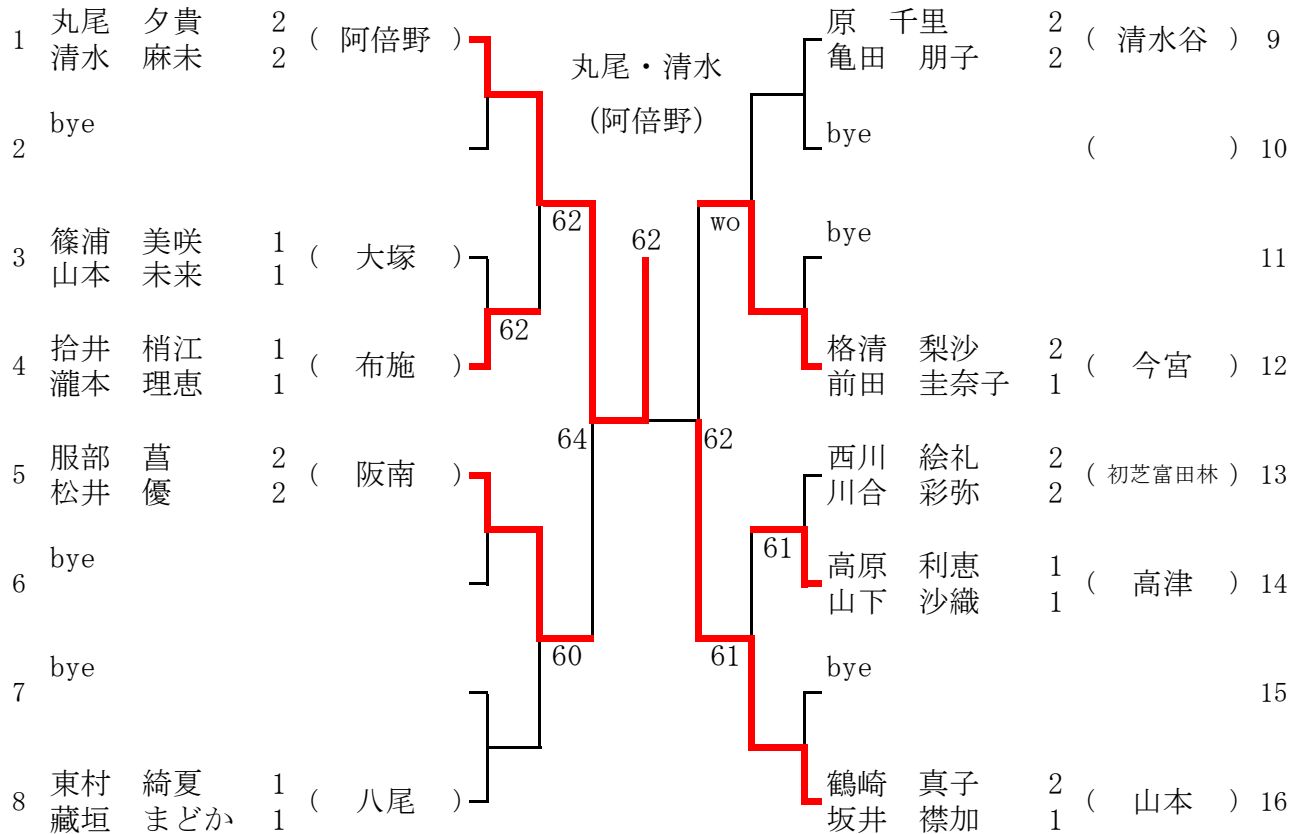 1 丸尾 夕貴 2 ( 阿倍野 )
清水 麻未 2
2 bye
3 篠浦 美咲 1 ( 大塚 )
山本 未来 1
4 拾井 梢江 1 ( 布施 )
瀧本 理恵 1
5 服部 菖 2 ( 阪南 )
松井 優 2
6 bye
7 bye
8 東村 綺夏 1 ( 八尾 )
藏垣 まどか 1
62
62
60
64
丸尾・清水
(阿倍野)
62
wo
62
61
61
原 千里 2 ( 清水谷 ) 9
亀田 朋子 2
bye ( ) 10
bye 11
格清 梨沙 2 ( 今宮 ) 12
前田 圭奈子 1
西川 絵礼 2 ( 初芝富田林 ) 13
川合 彩弥 2
高原 利恵 1 ( 高津 ) 14
山下 沙織 1
bye 15
鶴崎 真子 2 ( 山本 ) 16
坂井 襟加 1